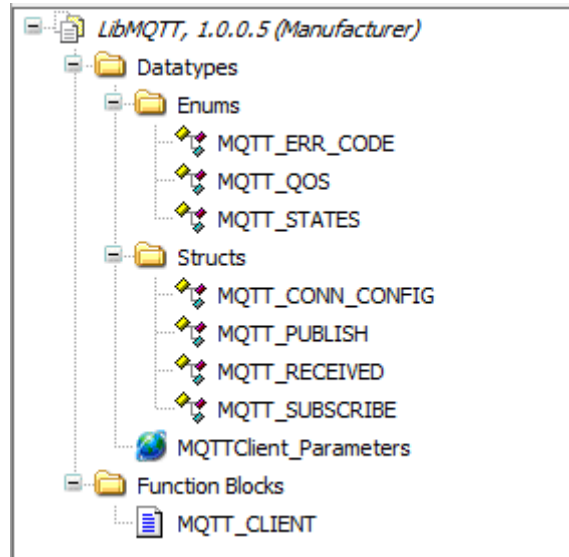 LibMQTT, 1.0.0.5 (Manufacturer)
Datatypes
Enums
MQTT_ERR_CODE
MQTT_QOS
MQTT_STATES
Structs
MQTT_CONN_CONFIG
MQTT_PUBLISH
MQTT_RECEIVED
MQTT_SUBSCRIBE
MQTTClient_Parameters
Function Blocks
MQTT_CLIENT